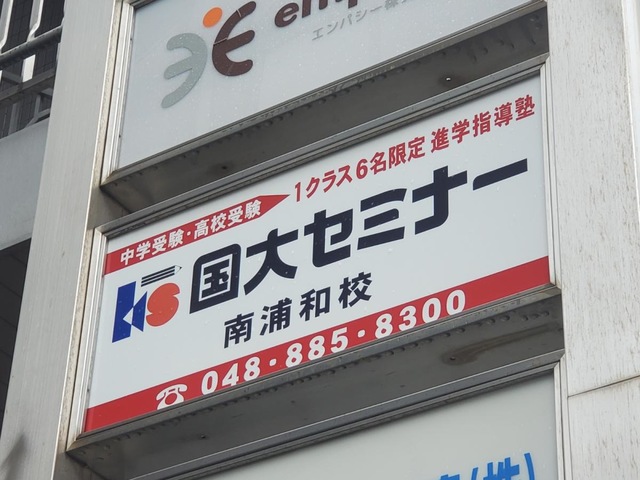 エンパシー
中学受験・高校受験 1クラス6名限定 進学指導塾
KS 国大セミナー
南浦和校
☎ 048・885・8300
(株)